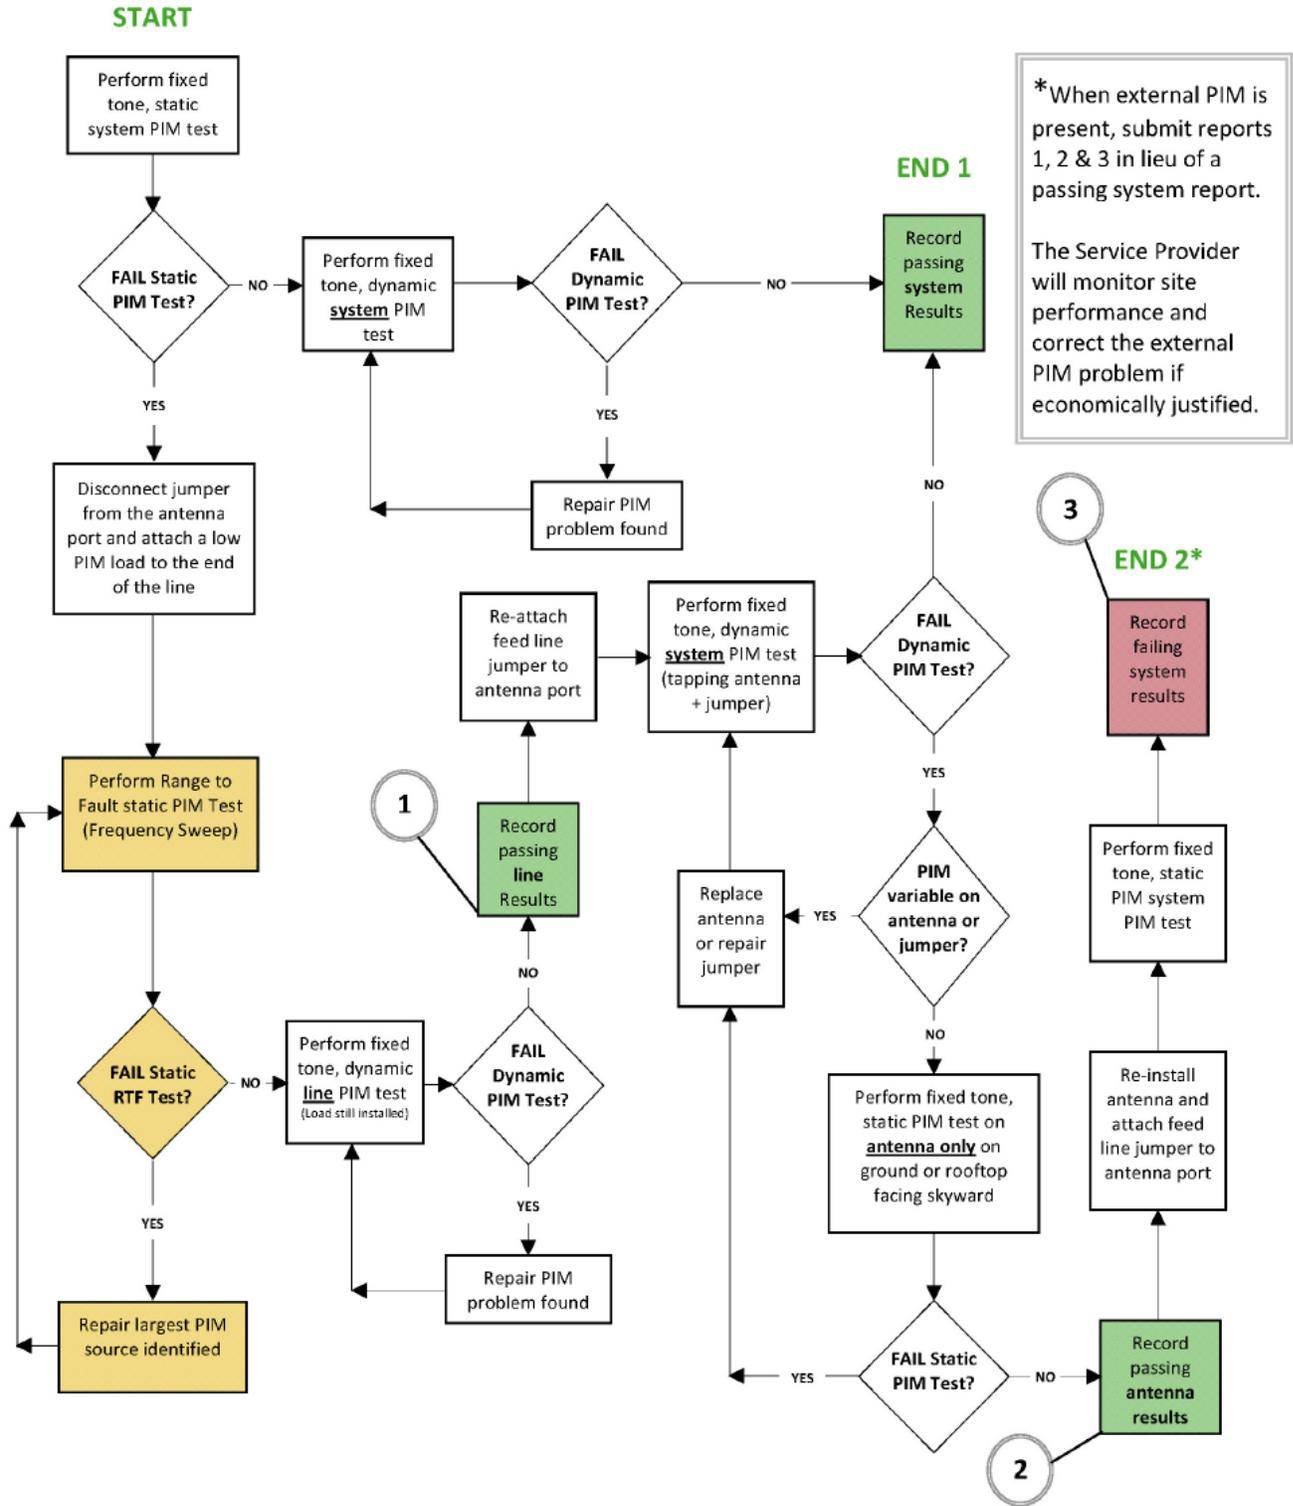 START
Perform fixed
tone, static
system PIM test
FAIL Static
PIM Test?
NO
Perform fixed
tone, dynamic
system PIM
test
FAIL
Dynamic
PIM Test?
NO
END 1
Record
passing
system
Results
*When external PIM is
present, submit reports
1, 2 & 3 in lieu of a
passing system report.
The Service Provider
will monitor site
performance and
correct the external
PIM problem if
economically justified.
YES
YES
Repair PIM
problem found
Disconnect jumper
from the antenna
port and attach a low
PIM load to the end
of the line
Perform Range to
Fault static PIM Test
(Frequency Sweep)
FAIL Static
RTF Test?
NO
YES
Repair largest PIM
source identified
Perform fixed
tone, dynamic
line PIM test
(Load still installed)
FAIL
Dynamic
PIM Test?
YES
Repair PIM
problem found
NO
1
Record
passing
line
Results
Re-attach
feed line
jumper to
antenna port
Perform fixed
tone, dynamic
system PIM test
(tapping antenna
+ jumper)
FAIL
Dynamic
PIM Test?
NO
YES
PIM
variable on
antenna or
jumper?
YES
Replace
antenna
or repair
jumper
NO
Perform fixed tone,
static PIM test on
antenna only on
ground or rooftop
facing skyward
FAIL Static
PIM Test?
YES
NO
Record
passing
antenna
results
2
Re-install
antenna and
attach feed
line jumper to
antenna port
Perform fixed
tone, static
PIM system
PIM test
3
END 2*
Record
failing
system
results